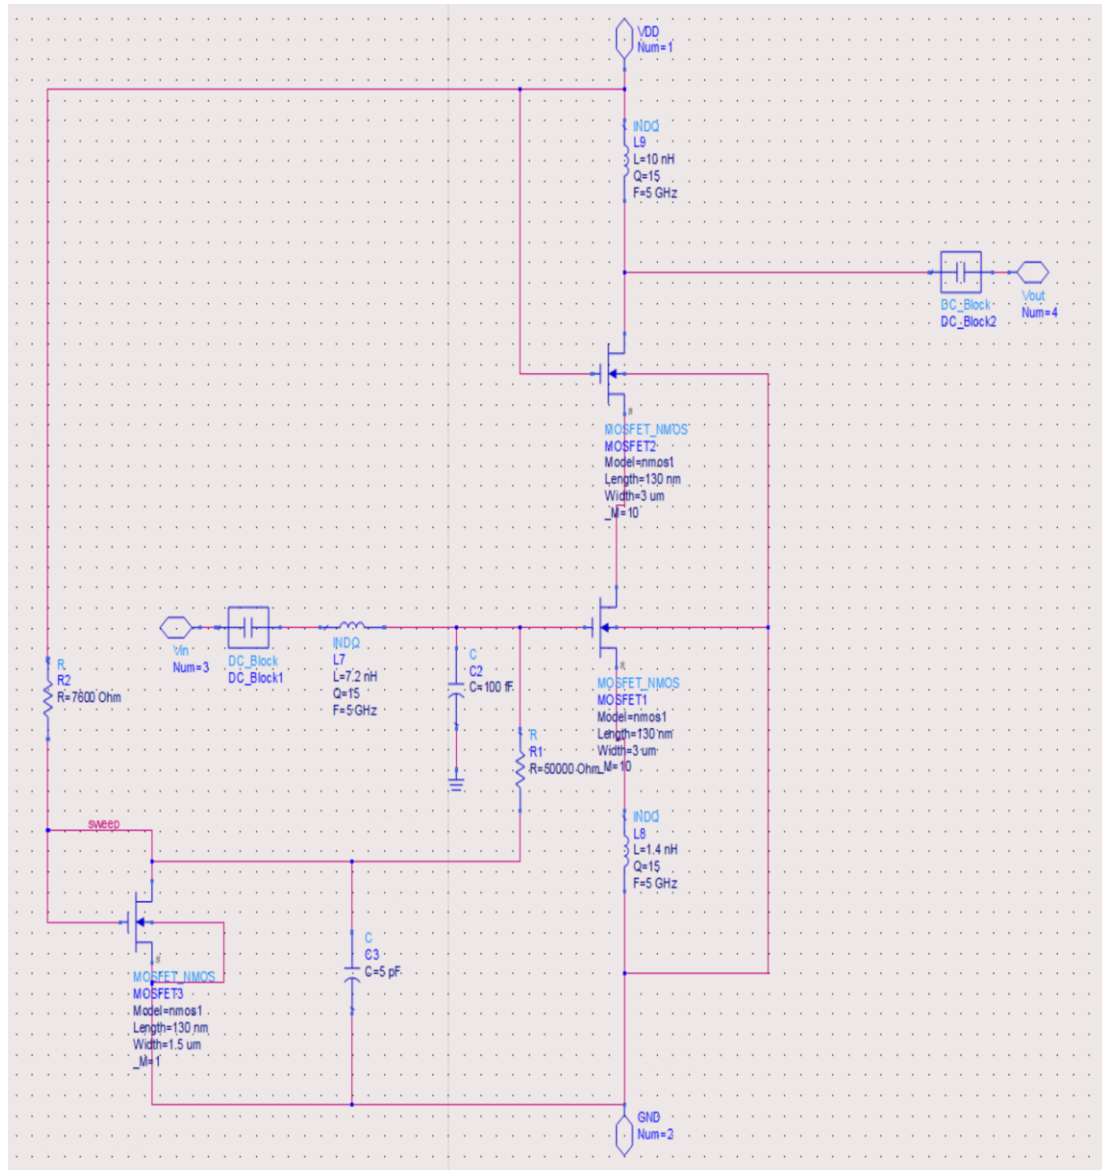 VDD
Num=1
INDQ
L9
L=10 nH
Q=15
F=5 GHz
DC_Block
DC_Block2
Vout
Num=4
MOSFET_NMOS
MOSFET2
Model=nmos1
Length=130 nm
Width=3 um
_M=10
Vin
Num=3
DC_Block
DC_Block1
INDQ
L7
L=7.2 nH
Q=15
F=5 GHz
C
C2
C=100 fF
R
R2
R=7600 Ohm
MOSFET_NMOS
MOSFET1
Model=nmos1
Length=130 nm
Width=3 um
_M=10
R
R1
R=50000 Ohm
sweep
INDQ
L8
L=1.4 nH
Q=15
F=5 GHz
C
C3
C=5 pF
MOSFET_NMOS
MOSFET3
Model=nmos1
Length=130 nm
Width=1.5 um
_M=1
GND
Num=2